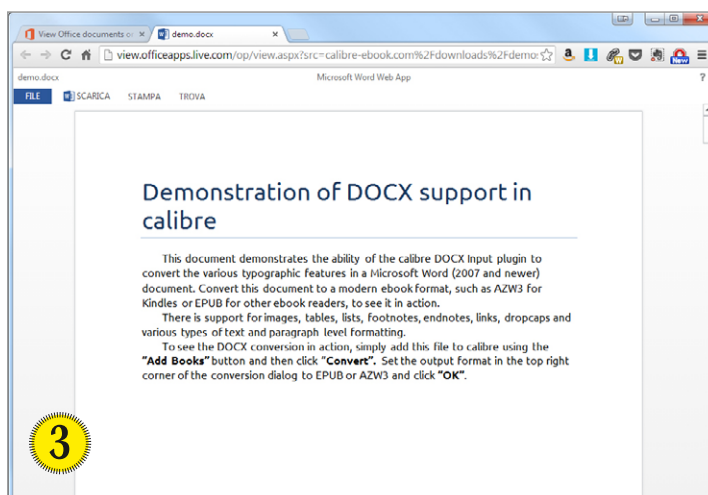 View Office documents o
demo.docx
view.officeapps.live.com/op/view.aspx?src=calibre-ebook.com%2Fdownloads%2Fdemo
demo.docx
Microsoft Word Web App
?
FILE
SCARICA
STAMPA
TROVA
Demonstration of DOCX support in
calibre
This document demonstrates the ability of the calibre DOCX Input plugin to
convert the various typographic features in a Microsoft Word (2007 and newer)
document. Convert this document to a modern ebook format, such as AZW3 for
Kindles or EPUB for other ebook readers, to see it in action.
There is support for images, tables, lists, footnotes, endnotes, links, dropcaps and
various types of text and paragraph level formatting.
To see the DOCX conversion in action, simply add this file to calibre using the
“Add Books” button and then click “Convert”. Set the output format in the top right
corner of the conversion dialog to EPUB or AZW3 and click “OK”.
3